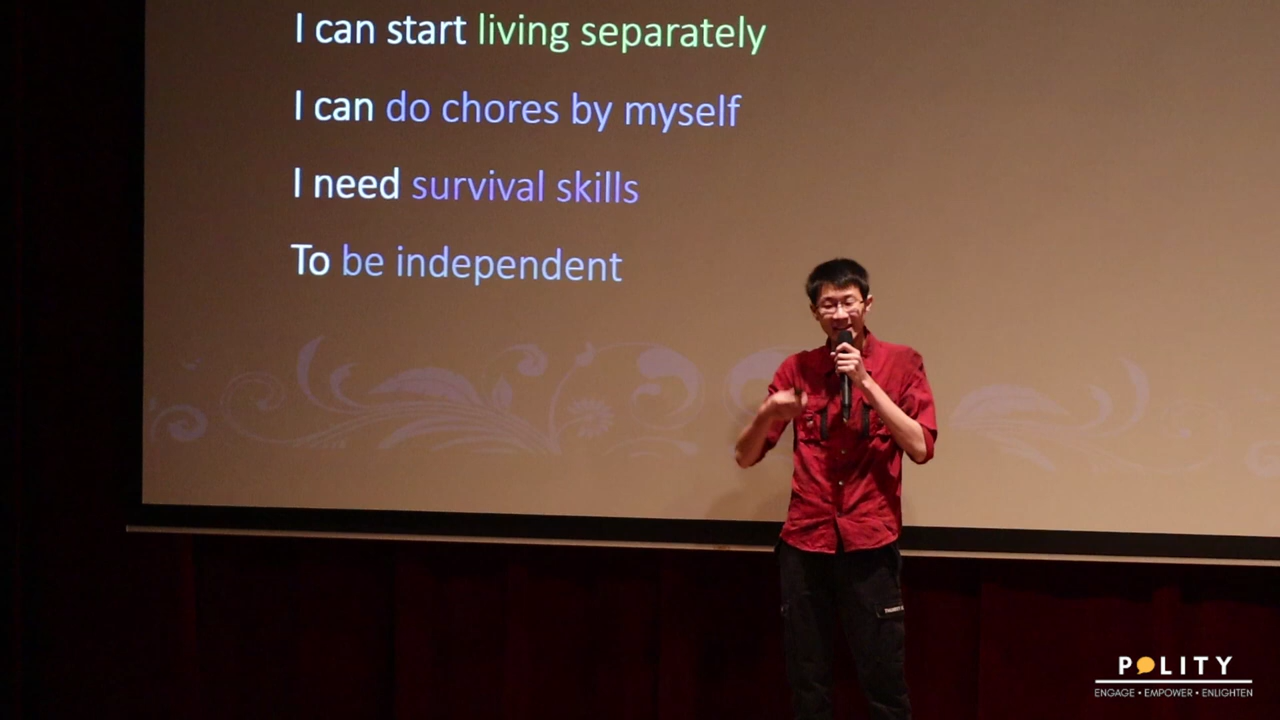 I can start living separately
I can do chores by myself
I need survival skills
To be independent
POLITY
ENGAGE • EMPOWER • ENLIGHTEN